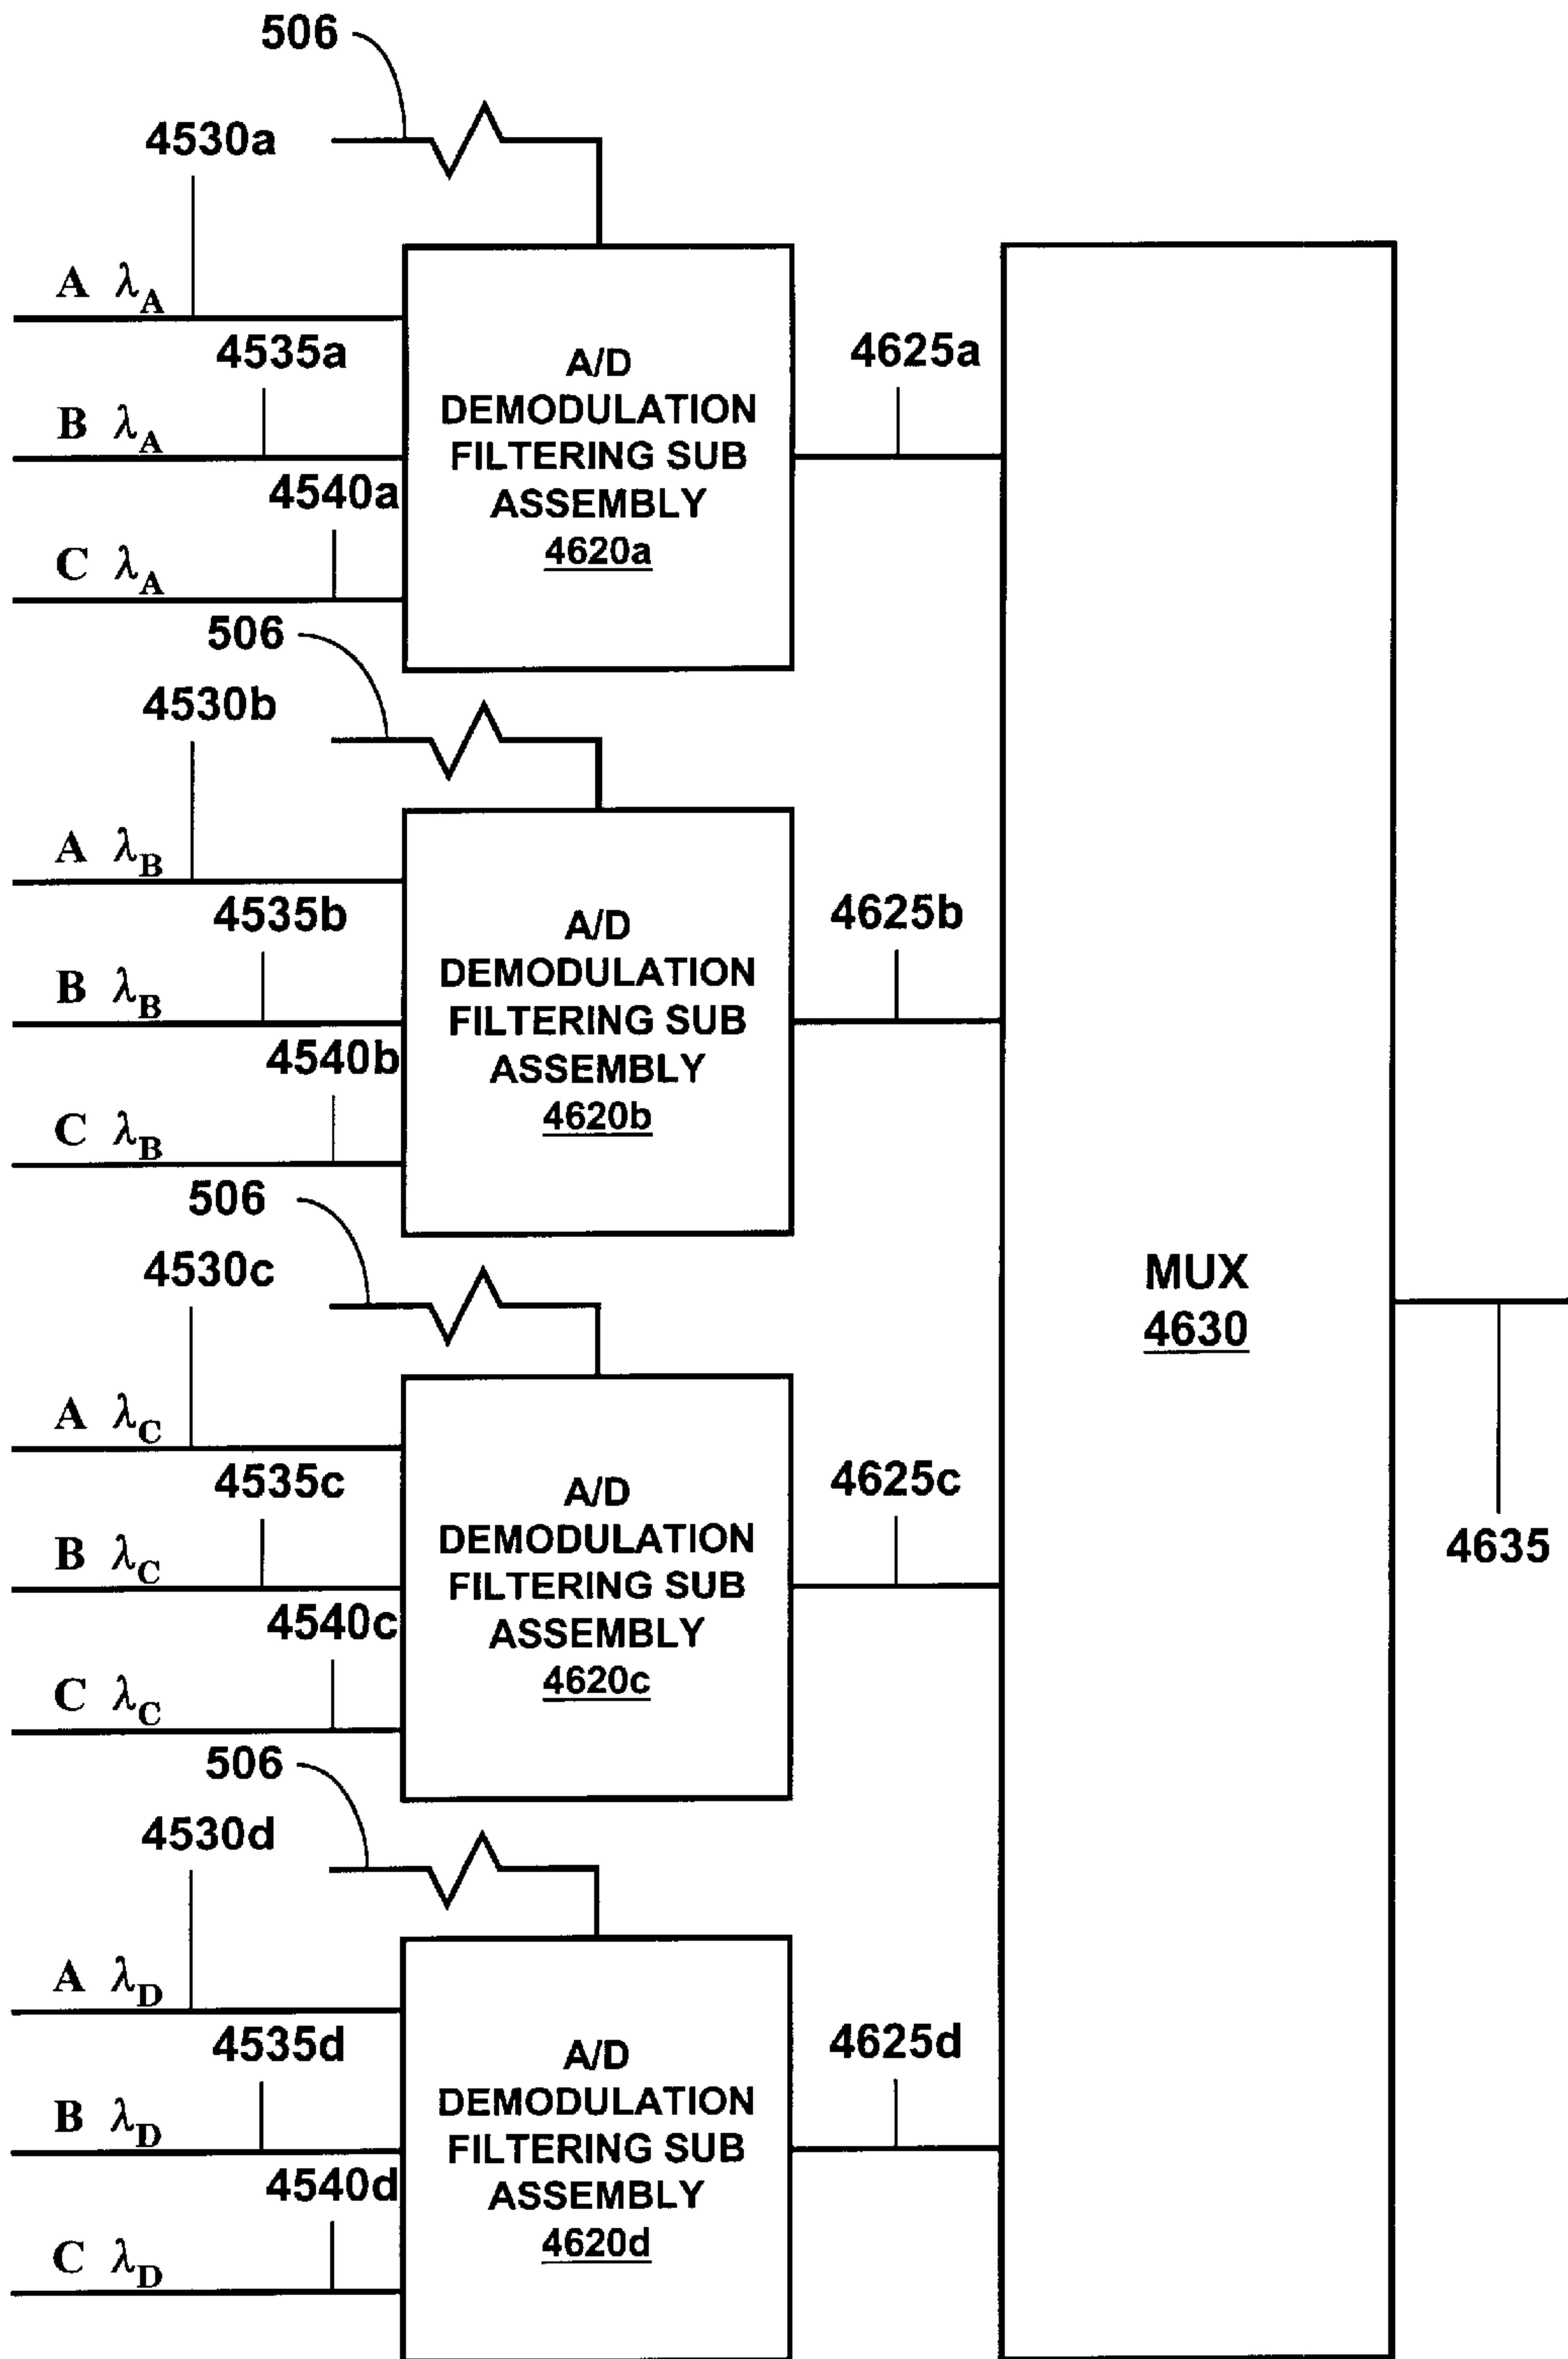 506
4530a
A λA
4535a
B λA
4540a
C λA
A/D
DEMODULATION
FILTERING SUB
ASSEMBLY
4620a
4625a
506
4530b
A λB
4535b
B λB
4540b
C λB
A/D
DEMODULATION
FILTERING SUB
ASSEMBLY
4620b
4625b
506
4530c
A λC
4535c
B λC
4540c
C λC
A/D
DEMODULATION
FILTERING SUB
ASSEMBLY
4620c
4625c
506
4530d
A λD
4535d
B λD
4540d
C λD
A/D
DEMODULATION
FILTERING SUB
ASSEMBLY
4620d
4625d
MUX
4630
4635